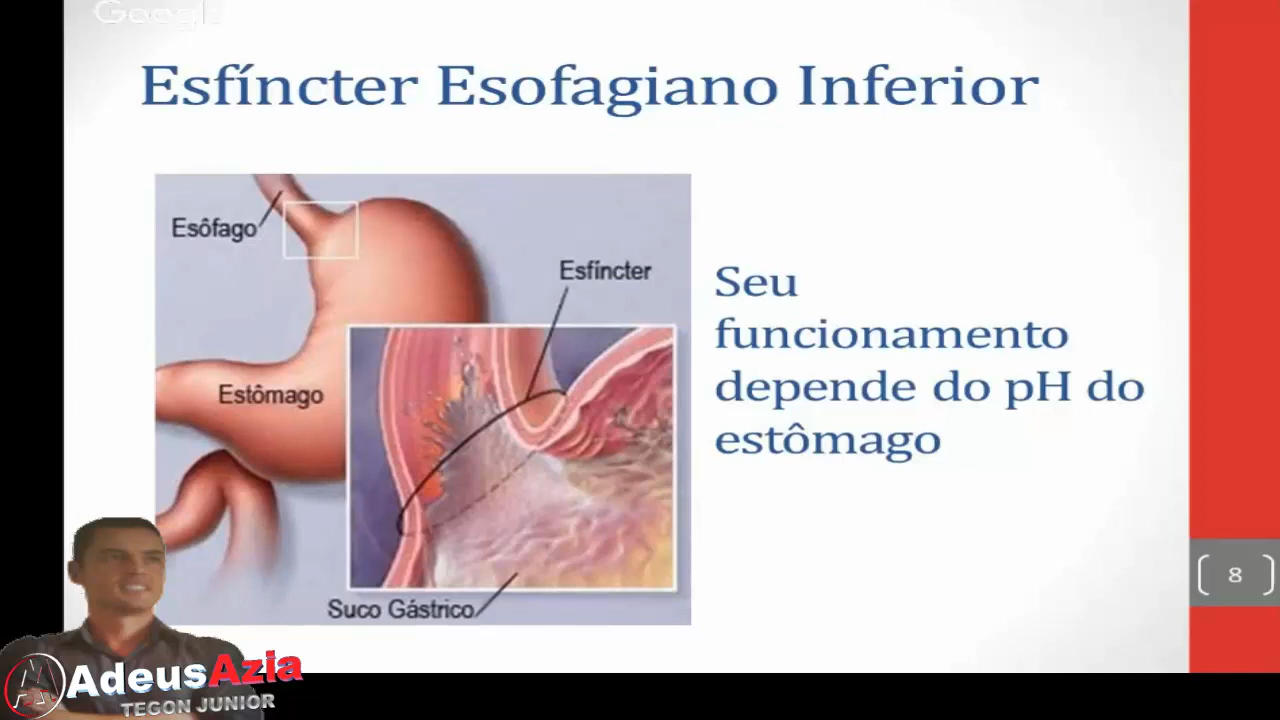 Google
Esfíncter Esofagiano Inferior
Esôfago
Esfíncter
Estômago
Suco Gástrico
Seu
funcionamento
depende do pH do
estômago
8
AdeusAzia
TEGON JUNIOR